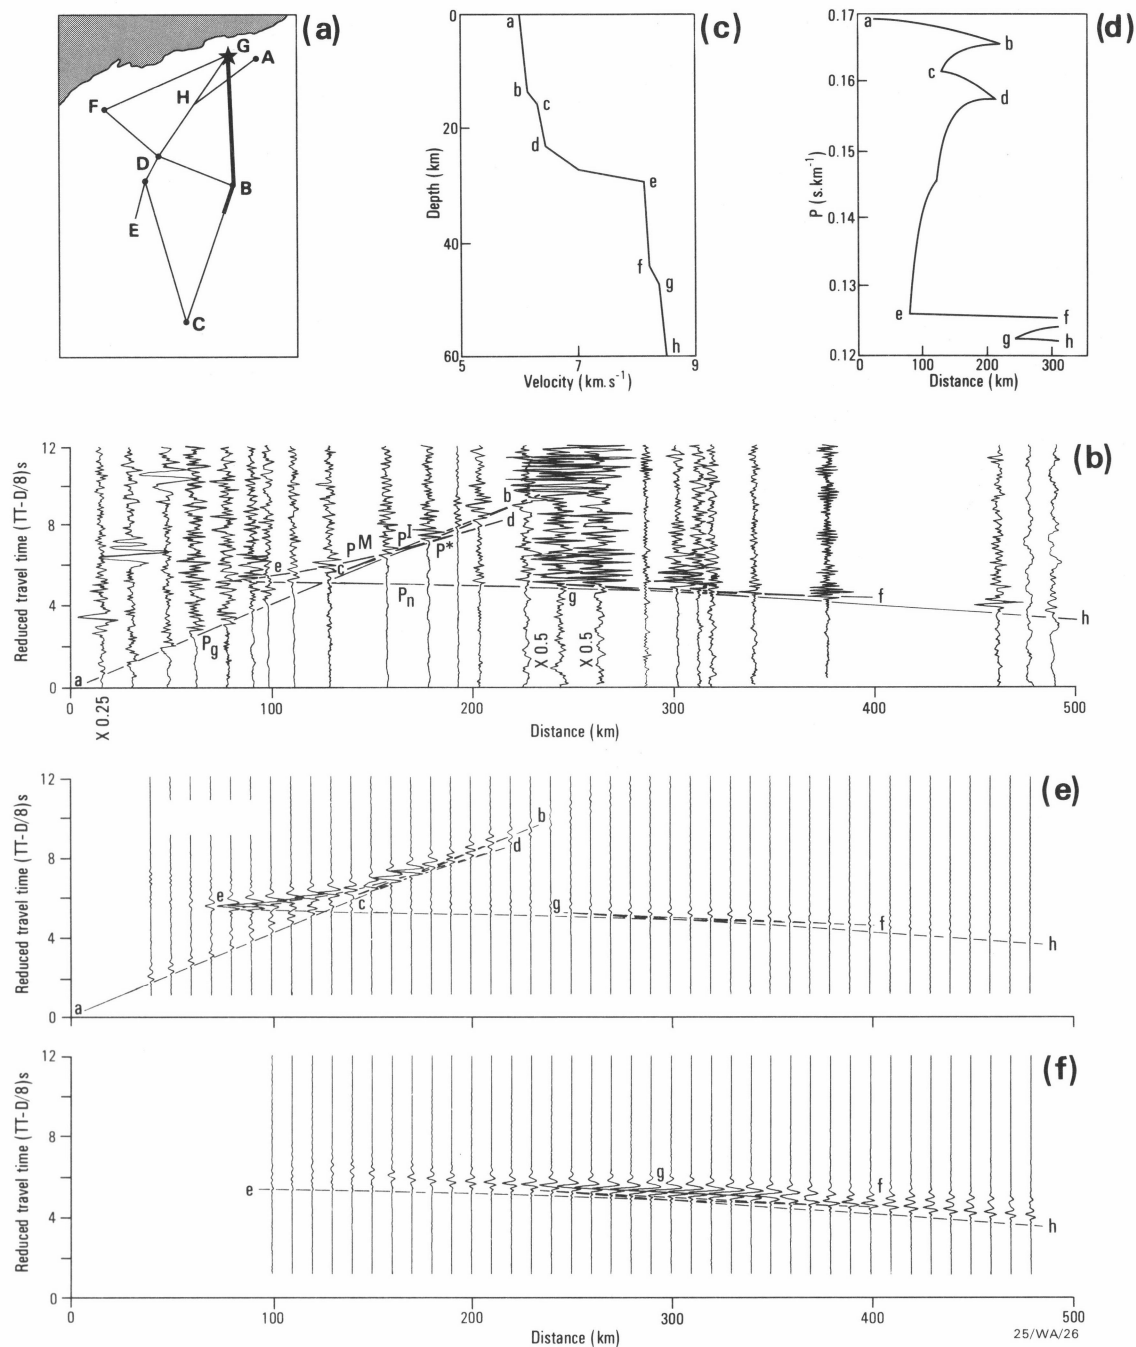 (a)
G
A
F
H
D
B
E
C
(c)
0
20
40
60
Depth (km)
a
b
c
d
e
f
g
h
5
7
9
Velocity (km.s⁻¹)
(d)
0.17
0.16
0.15
0.14
0.13
0.12
P (s.km⁻¹)
a
b
c
d
e
f
g
h
0
100
200
300
Distance (km)
(b)
12
8
4
0
Reduced travel time (TT-D/8)s
a
Pg
e
P M
c
P I
P*
b
d
Pn
g
f
h
X 0.25
X 0.5
X 0.5
0
100
200
300
400
500
Distance (km)
(e)
12
8
4
0
Reduced travel time (TT-D/8)s
a
e
c
b
d
g
f
h
0
100
200
300
400
500
(f)
12
8
4
0
Reduced travel time (TT-D/8)s
e
g
f
h
0
100
200
300
400
500
Distance (km)
25/WA/26